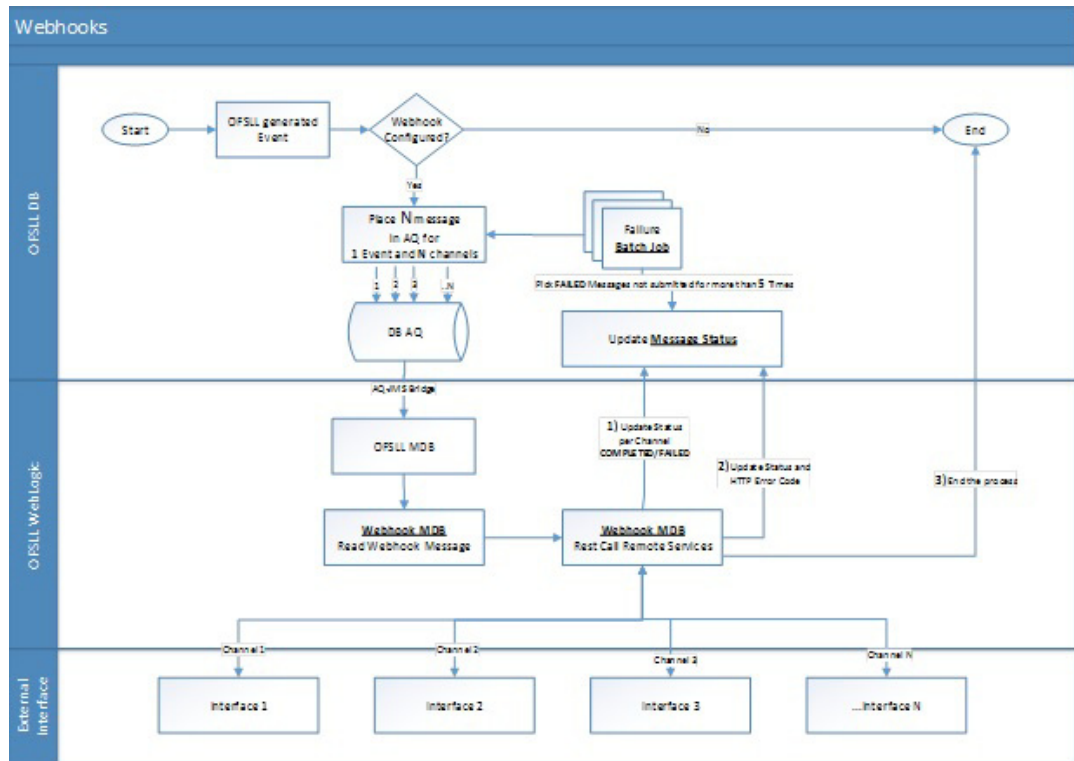 Webhooks
OFSLL DB
Start
OFSLL generated
Event
Webhook
Configured?
No
End
Yes
Place N message
in AQ for
1 Event and N channels
Failure
Batch Job
1
2
3
..N
Pick FAILED Messages not submitted for more than 5 Times
DB AQ
Update Message Status
OFSLL WebLogic
AQJMS Bridge
OFSLL MDB
1) Update Status
per Channel
COMPLETED/FAILED
2) Update Status and
HTTP Error Code
3) End the process
Webhook MDB
Read Webhook Message
Webhook MDB
Rest Call Remote Services
External
Interface
Channel 1
Channel 2
Channel 3
Channel N
Interface 1
Interface 2
Interface 3
...Interface N